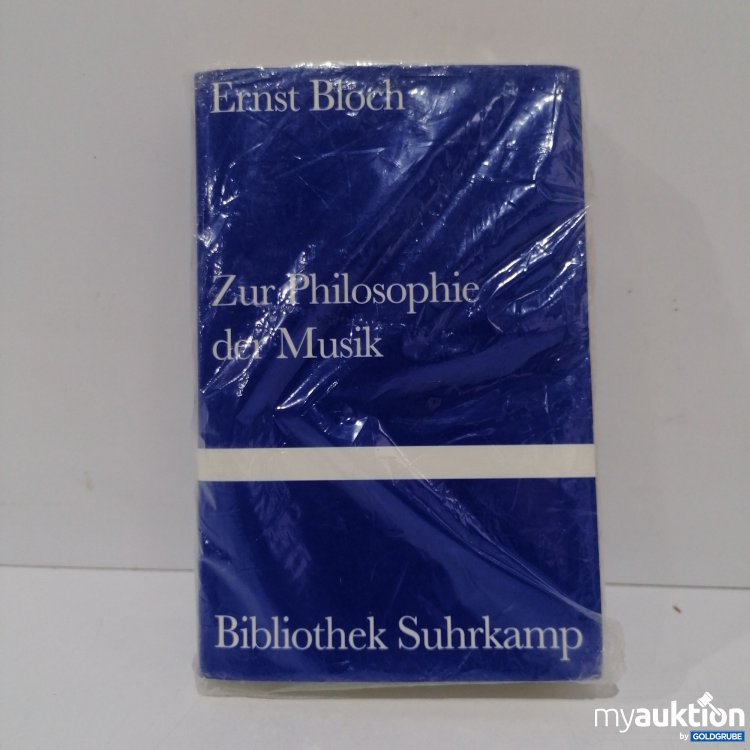 Ernst Bloch
Zur Philosophie
der Musik
Bibliothek Suhrkamp
myauktion
by GOLDGRUBE